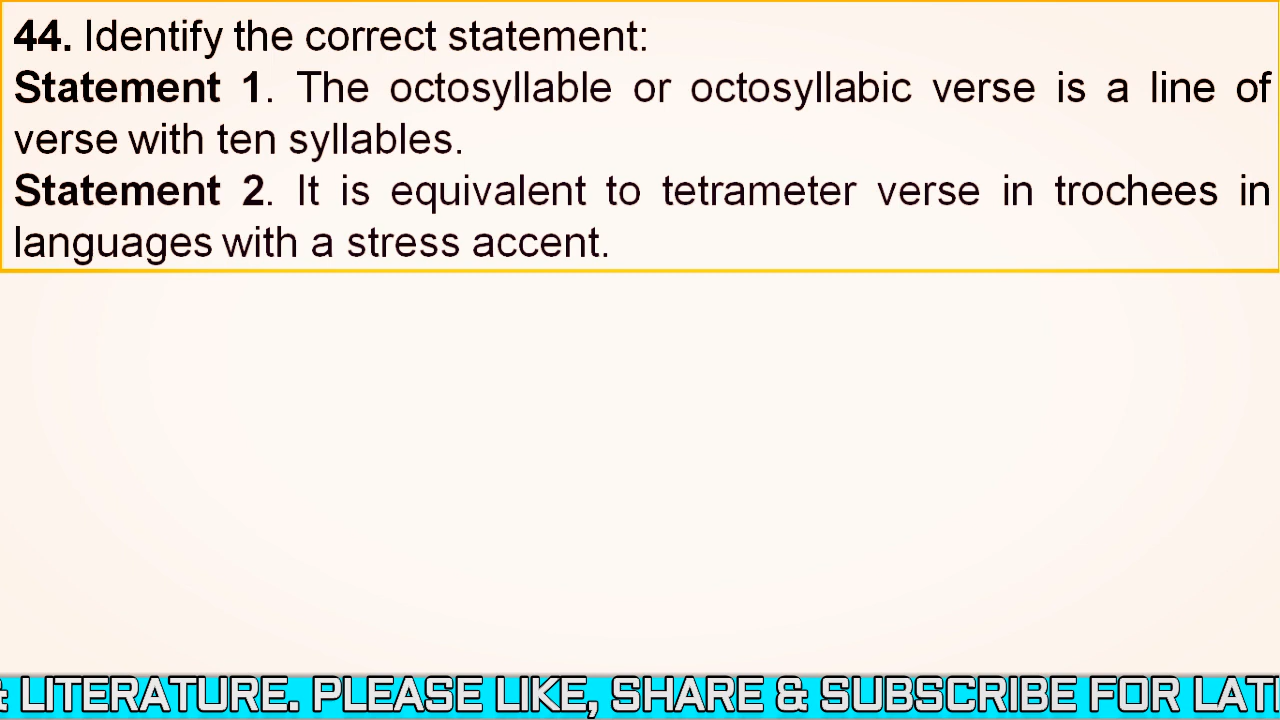 44. Identify the correct statement:
Statement 1. The octosyllable or octosyllabic verse is a line of
verse with ten syllables.
Statement 2. It is equivalent to tetrameter verse in trochees in
languages with a stress accent.
& LITERATURE. PLEASE LIKE, SHARE & SUBSCRIBE FOR LATE